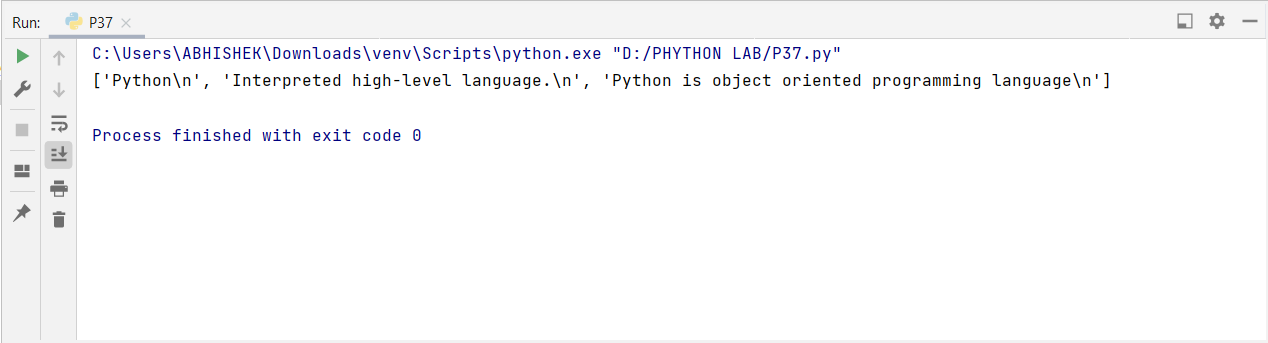 Run: P37
C:\Users\ABHISHEK\Downloads\venv\Scripts\python.exe "D:/PHYTHON LAB/P37.py"
['Python\n', 'Interpreted high-level language.\n', 'Python is object oriented programming language\n']
Process finished with exit code 0